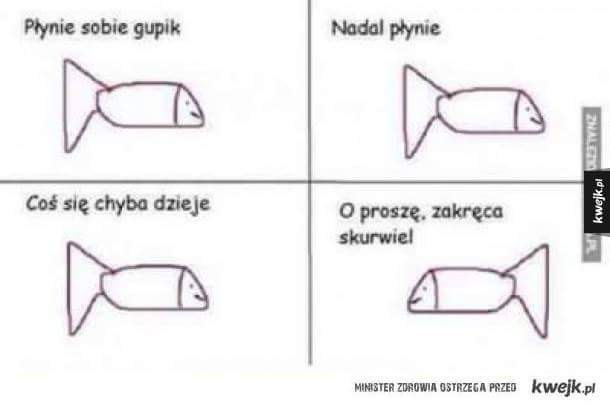 Płynie sobie gupik
Nadal płynie
Coś się chyba dzieje
O proszę, zakręca
skurwiel
kwejk.pl
MINISTER ZDROWIA OSTRZEGA PRZED kwejk.pl